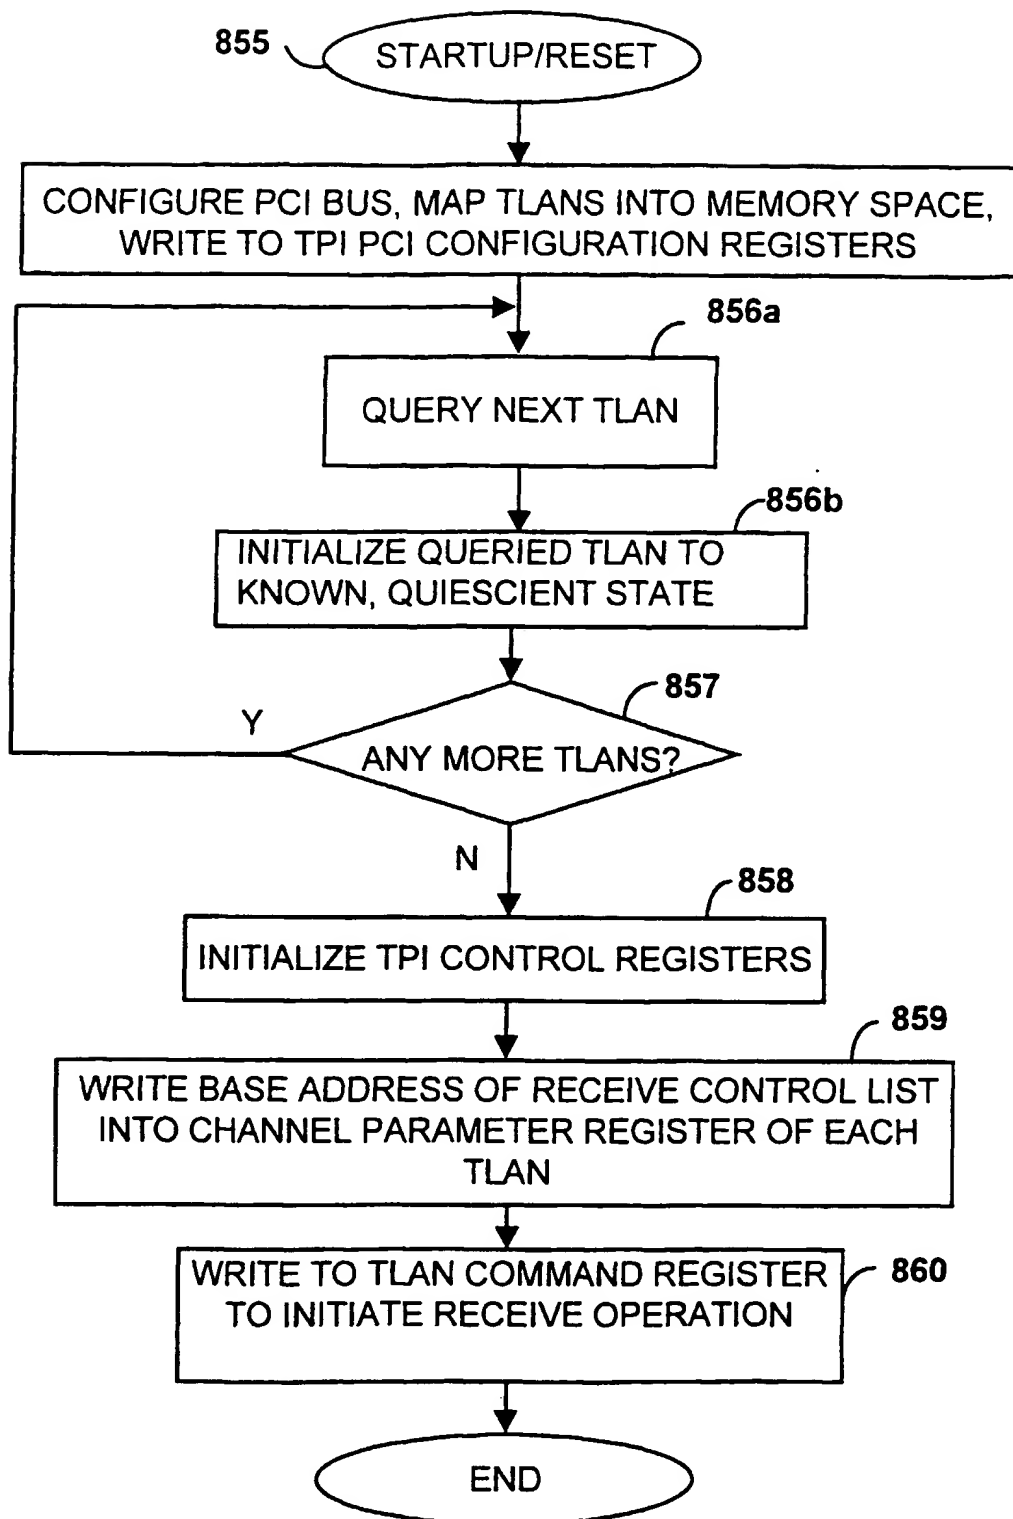 855
STARTUP/RESET
CONFIGURE PCI BUS, MAP TLANS INTO MEMORY SPACE,
WRITE TO TPI PCI CONFIGURATION REGISTERS
856a
QUERY NEXT TLAN
856b
INITIALIZE QUERIED TLAN TO
KNOWN, QUIESCIENT STATE
857
Y
ANY MORE TLANS?
N
858
INITIALIZE TPI CONTROL REGISTERS
859
WRITE BASE ADDRESS OF RECEIVE CONTROL LIST
INTO CHANNEL PARAMETER REGISTER OF EACH
TLAN
WRITE TO TLAN COMMAND REGISTER
860
TO INITIATE RECEIVE OPERATION
END